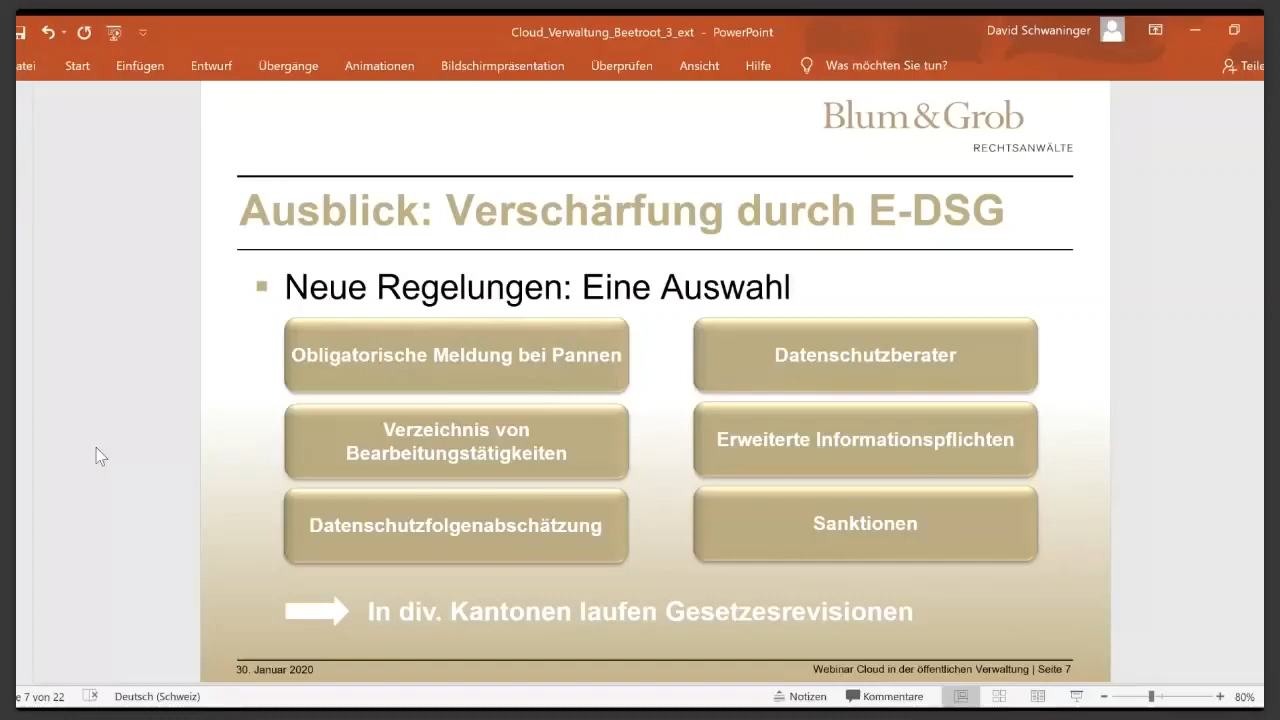 Cloud_Verwaltung_Beetroot_3_ext - PowerPoint
David Schwaninger
atei Start Einfügen Entwurf Übergänge Animationen Bildschirmpräsentation Überprüfen Ansicht Hilfe Was möchten Sie tun? Teile
Blum&Grob
RECHTSANWÄLTE
Ausblick: Verschärfung durch E-DSG
Neue Regelungen: Eine Auswahl
Obligatorische Meldung bei Pannen
Datenschutzberater
Verzeichnis von
Bearbeitungstätigkeiten
Erweiterte Informationspflichten
Datenschutzfolgenabschätzung
Sanktionen
In div. Kantonen laufen Gesetzesrevisionen
30. Januar 2020
Webinar Cloud in der öffentlichen Verwaltung | Seite 7
e 7 von 22 Deutsch (Schweiz) Notizen Kommentare 80%